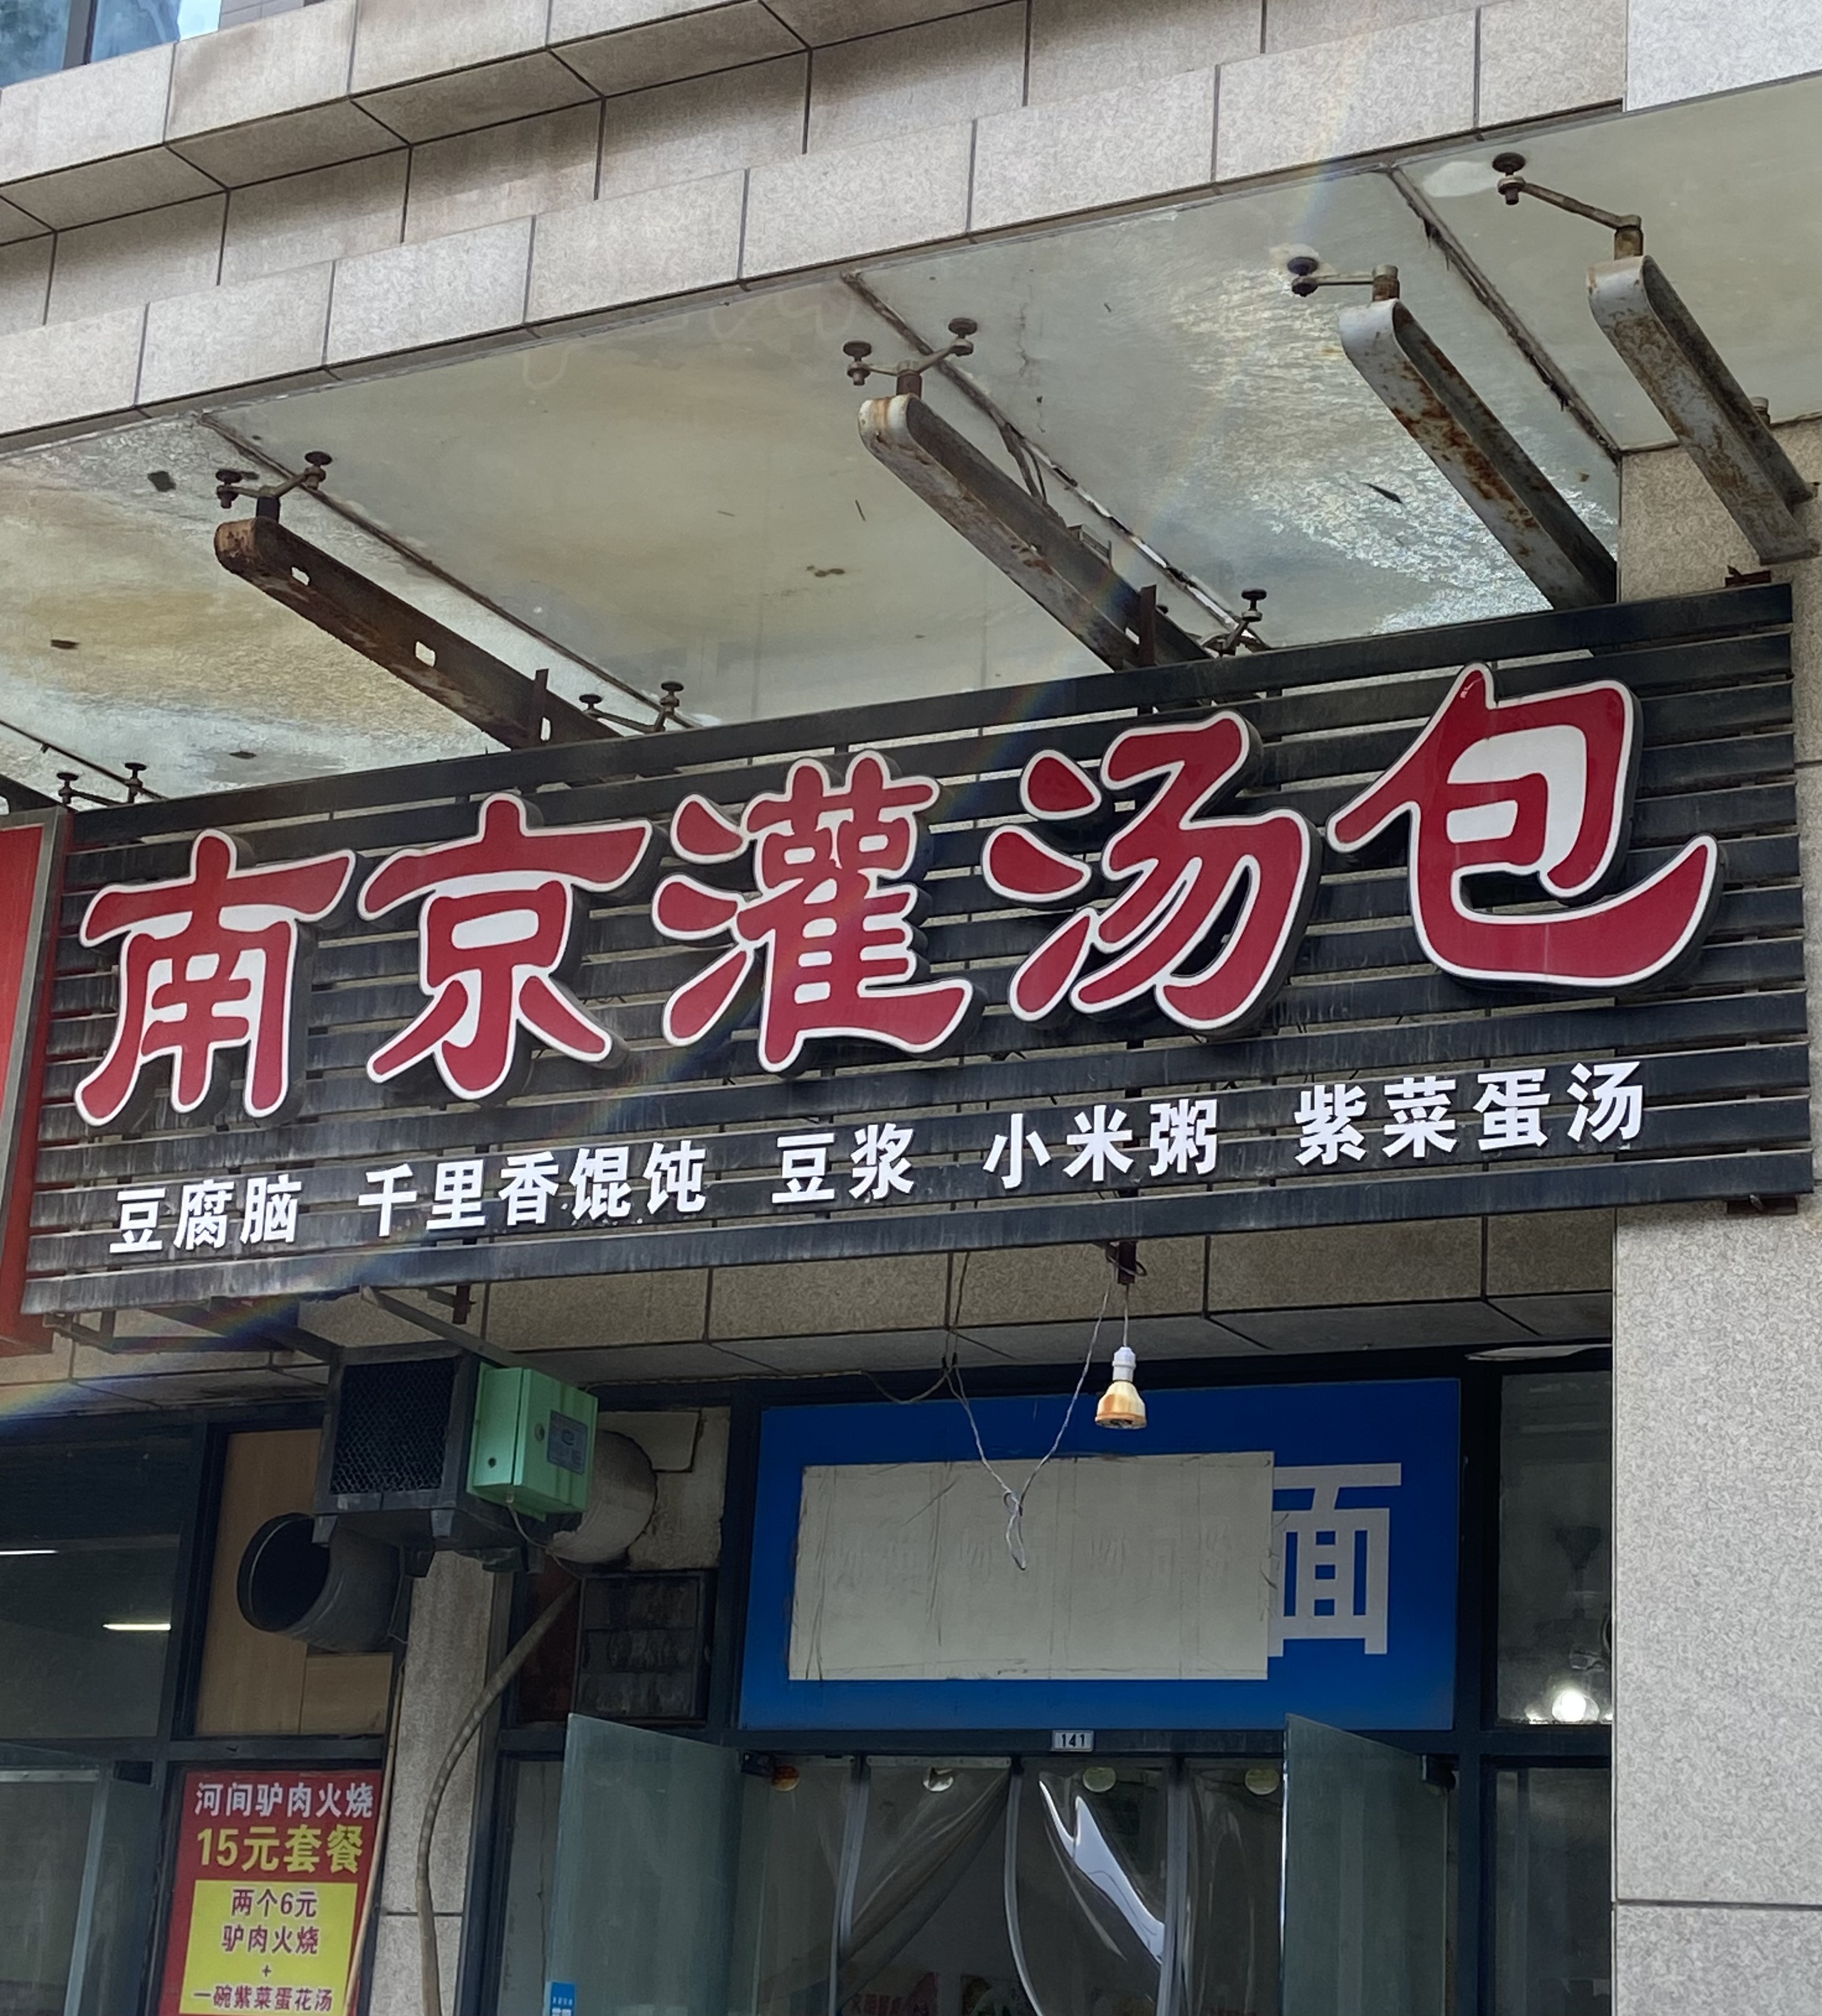 南京灌汤包
豆腐脑 千里香馄饨 豆浆 小米粥 紫菜蛋汤
面
141
河间驴肉火烧
15元套餐
两个6元
驴肉火烧
+
一碗紫菜蛋花汤